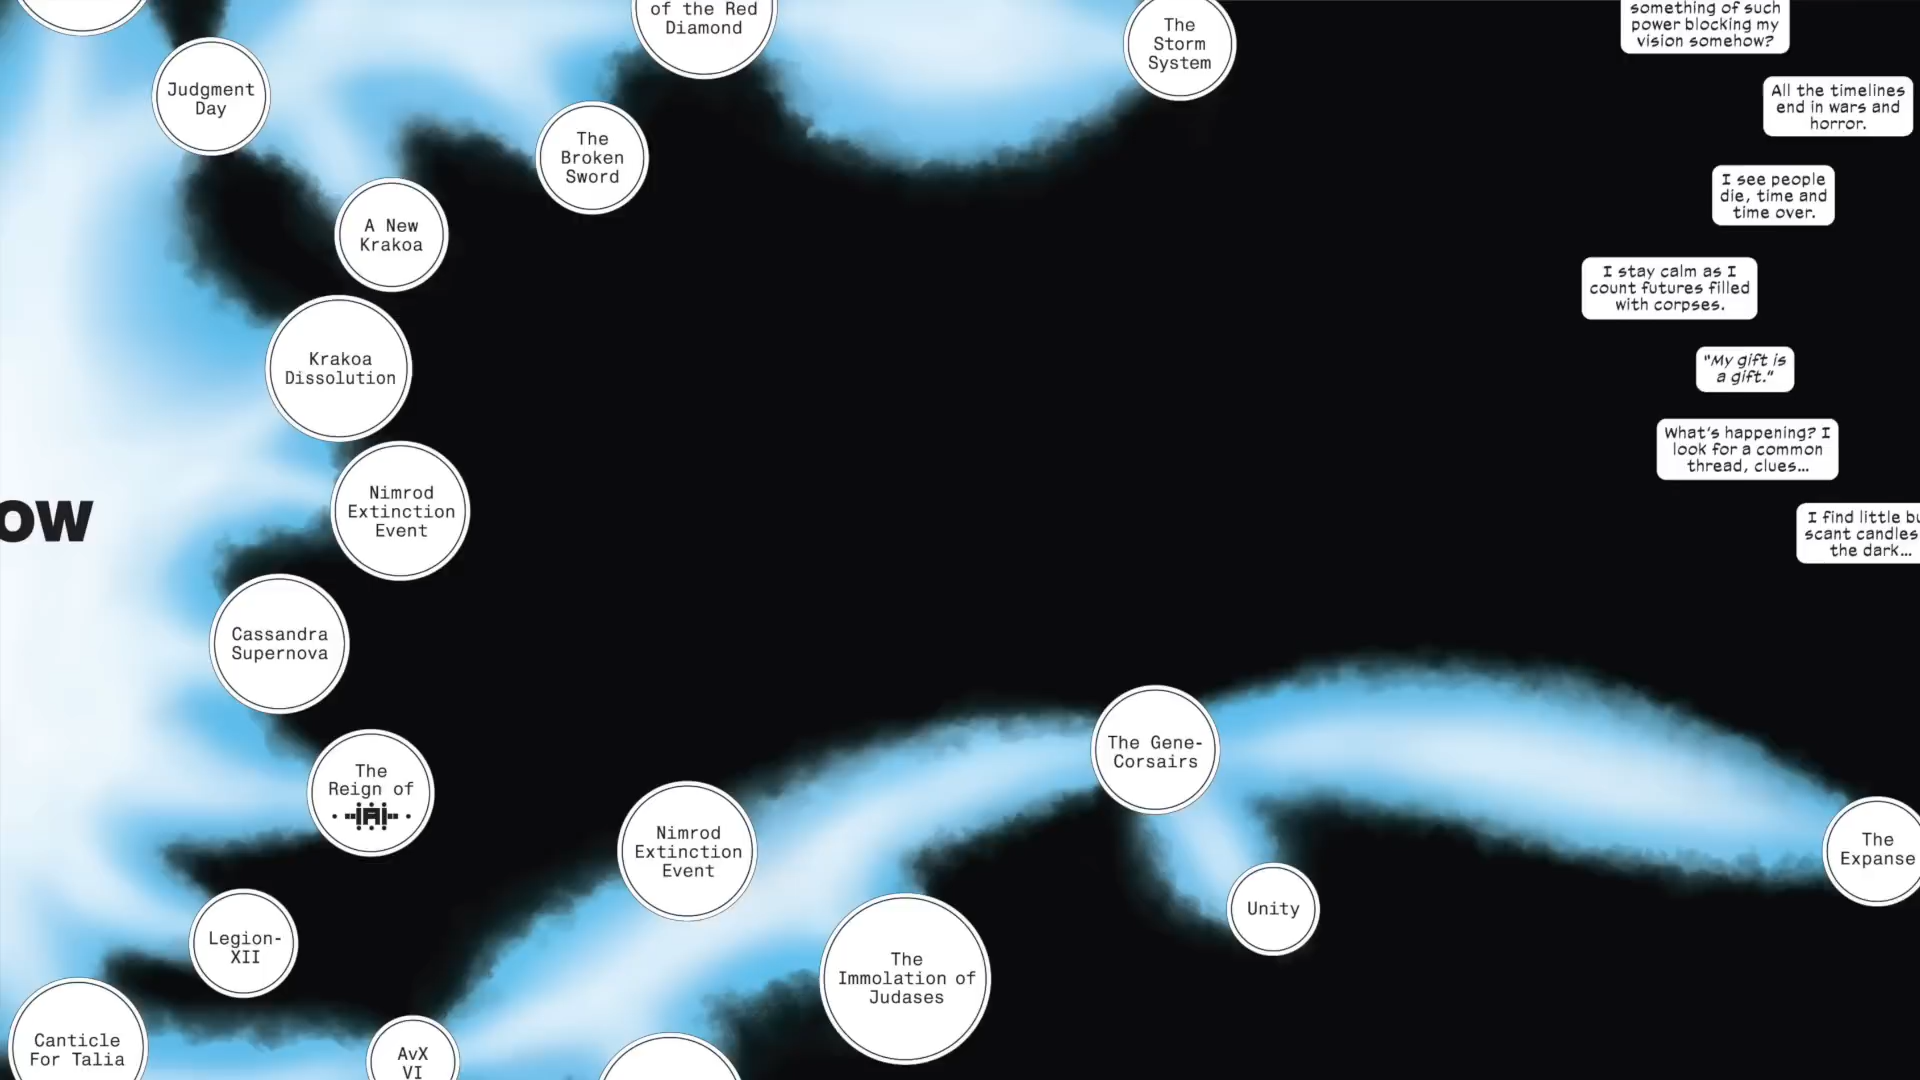 of the Red
Diamond
The
Storm
System
Judgment
Day
The
Broken
Sword
A New
Krakoa
Krakoa
Dissolution
Nimrod
Extinction
Event
OW
Cassandra
Supernova
The
Reign of
Legion-
XII
Canticle
For Talia
AvX
VI
Nimrod
Extinction
Event
The
Immolation of
Judases
The Gene-
Corsairs
Unity
The
Expanse
something of such
power blocking my
vision somehow?
All the timelines
end in wars and
horror.
I see people
die, time and
time over.
I stay calm as I
count futures filled
with corpses.
"My gift is
a gift."
What's happening? I
look for a common
thread, clues...
I find little bu
scant candles
the dark...